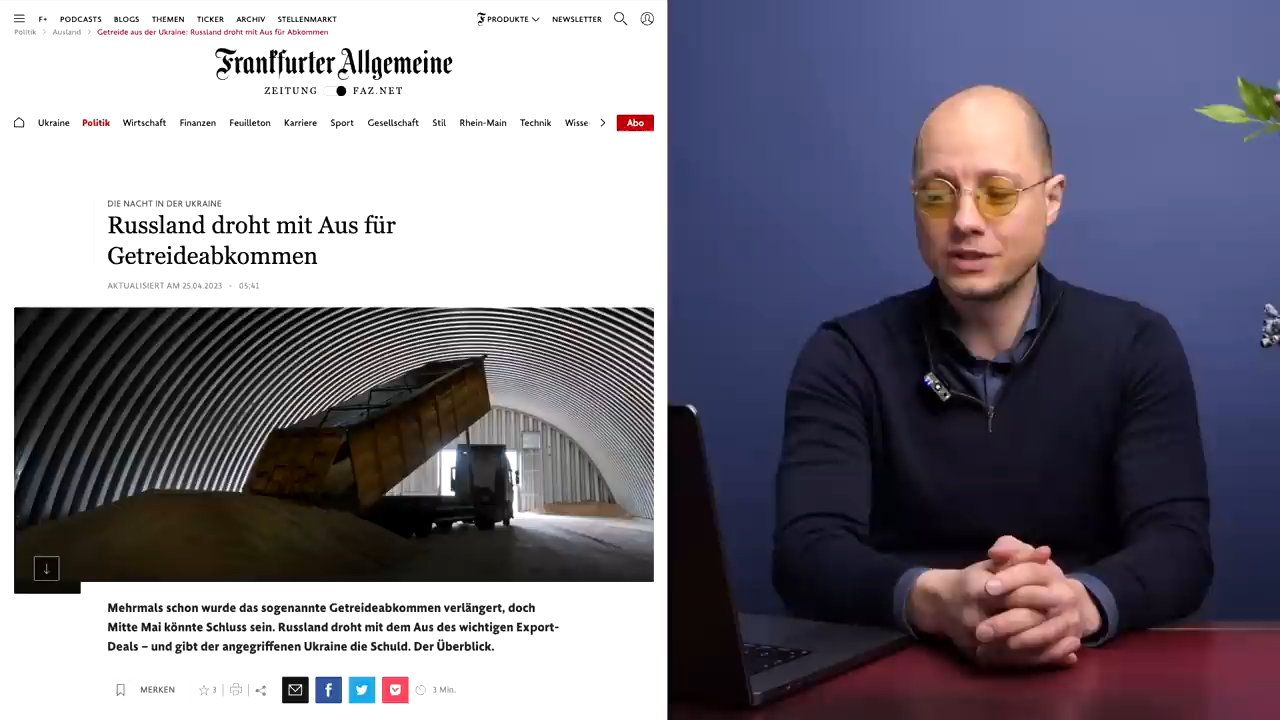 F+ PODCASTS BLOGS THEMEN TICKER ARCHIV STELLENMARKT PRODUKTE NEWSLETTER
Politik > Ausland > Getreide aus der Ukraine: Russland droht mit Aus für Abkommen
Frankfurter Allgemeine
ZEITUNG FAZ.NET
Ukraine Politik Wirtschaft Finanzen Feuilleton Karriere Sport Gesellschaft Stil Rhein-Main Technik Wisse Abo
DIE NACHT IN DER UKRAINE
Russland droht mit Aus für
Getreideabkommen
AKTUALISIERT AM 25.04.2023 - 05:41
Mehrmals schon wurde das sogenannte Getreideabkommen verlängert, doch
Mitte Mai könnte Schluss sein. Russland droht mit dem Aus des wichtigen Export-
Deals – und gibt der angegriffenen Ukraine die Schuld. Der Überblick.
MERKEN 3 3 Min.